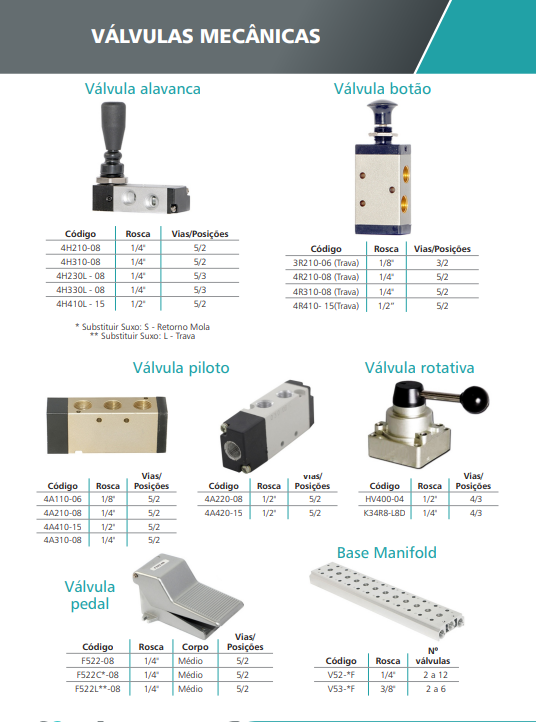 VÁLVULAS MECÂNICAS
Válvula alavanca
Código Rosca Vias/Posições
4H210-08 1/4" 5/2
4H310-08 1/4" 5/2
4H230L - 08 1/4" 5/3
4H330L - 08 1/4" 5/3
4H410L - 15 1/2" 5/2
* Substituir Suxo: S - Retorno Mola
** Substituir Suxo: L - Trava
Válvula botão
Código Rosca Vias/Posições
3R210-06 (Trava) 1/8" 3/2
4R210-08 (Trava) 1/4" 5/2
4R310-08 (Trava) 1/4" 5/2
4R410- 15(Trava) 1/2” 5/2
Válvula piloto
Código Rosca Vias/
Posições
4A110-06 1/8" 5/2
4A210-08 1/4" 5/2
4A410-15 1/2" 5/2
4A310-08 1/4" 5/2
Código Rosca Vias/
Posições
4A220-08 1/2" 5/2
4A420-15 1/2" 5/2
Válvula rotativa
Código Rosca Vias/
Posições
HV400-04 1/2" 4/3
K34R8-L8D 1/4" 4/3
Válvula
pedal
Código Rosca Corpo Vias/
Posições
F522-08 1/4" Médio 5/2
F522C*-08 1/4" Médio 5/2
F522L**-08 1/4" Médio 5/2
Base Manifold
Código Rosca Nº
válvulas
V52-*F 1/4" 2 a 12
V53-*F 3/8" 2 a 6